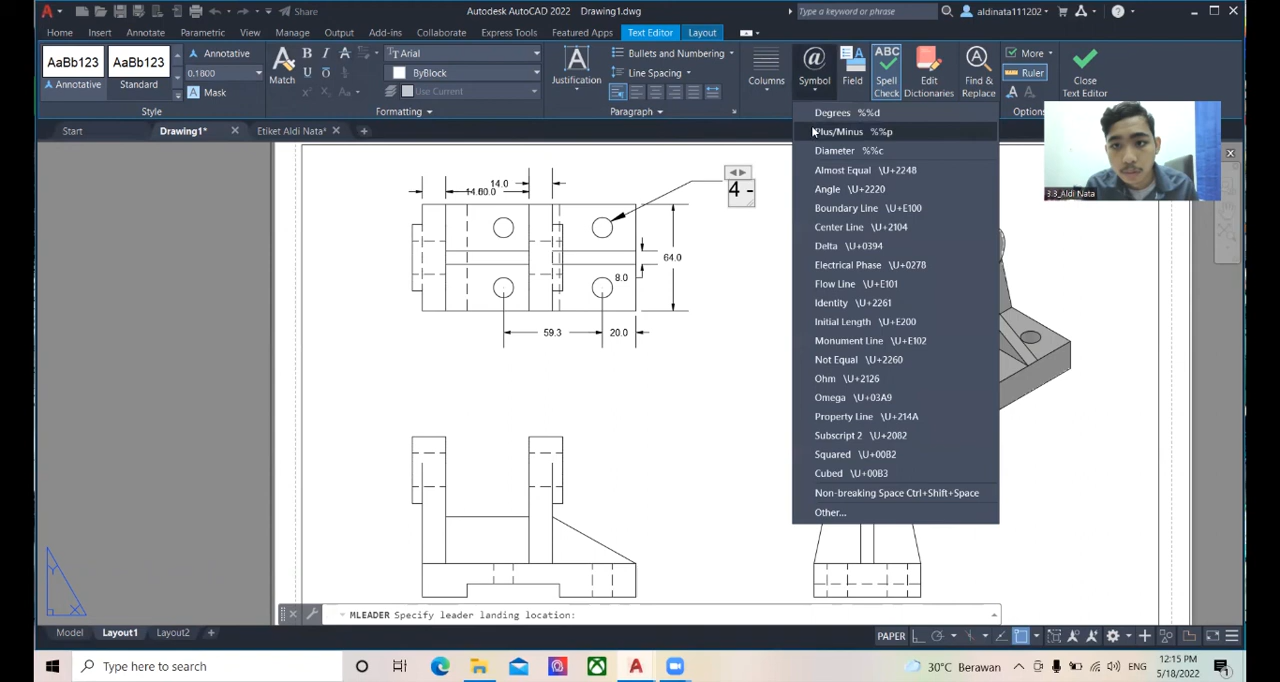 Share
Autodesk AutoCAD 2022 Drawing1.dwg
Type a keyword or phrase
aldinata111202
Home Insert Annotate Parametric View Manage Output Add-ins Collaborate Express Tools Featured Apps Text Editor Layout
AaBb123 AaBb123
Annotative Standard
Annotative
0.1800
Mask
Style
Match
B I A
U O
Arial
ByBlock
Use Current
Formatting
Justification
Bullets and Numbering
Line Spacing
Paragraph
Columns
Symbol
Field
ABC
Spell Check
Edit Dictionaries
Find & Replace
More
Ruler
Options
Close Text Editor
Start Drawing1* Etiket Aldi Nata*
Degrees %%d
Plus/Minus %%p
Diameter %%c
Almost Equal \U+2248
Angle \U+2220
Boundary Line \U+E100
Center Line \U+2104
Delta \U+0394
Electrical Phase \U+0278
Flow Line \U+E101
Identity \U+2261
Initial Length \U+E200
Monument Line \U+E102
Not Equal \U+2260
Ohm \U+2126
Omega \U+03A9
Property Line \U+214A
Subscript 2 \U+2082
Squared \U+00B2
Cubed \U+00B3
Non-breaking Space Ctrl+Shift+Space
Other...
Aldi Nata
14.0
4 -
64.0
8.0
59.3 20.0
Y
X
MLEADER Specify leader landing location:
Model Layout1 Layout2
PAPER
Type here to search
30°C Berawan
ENG
12:15 PM
5/18/2022